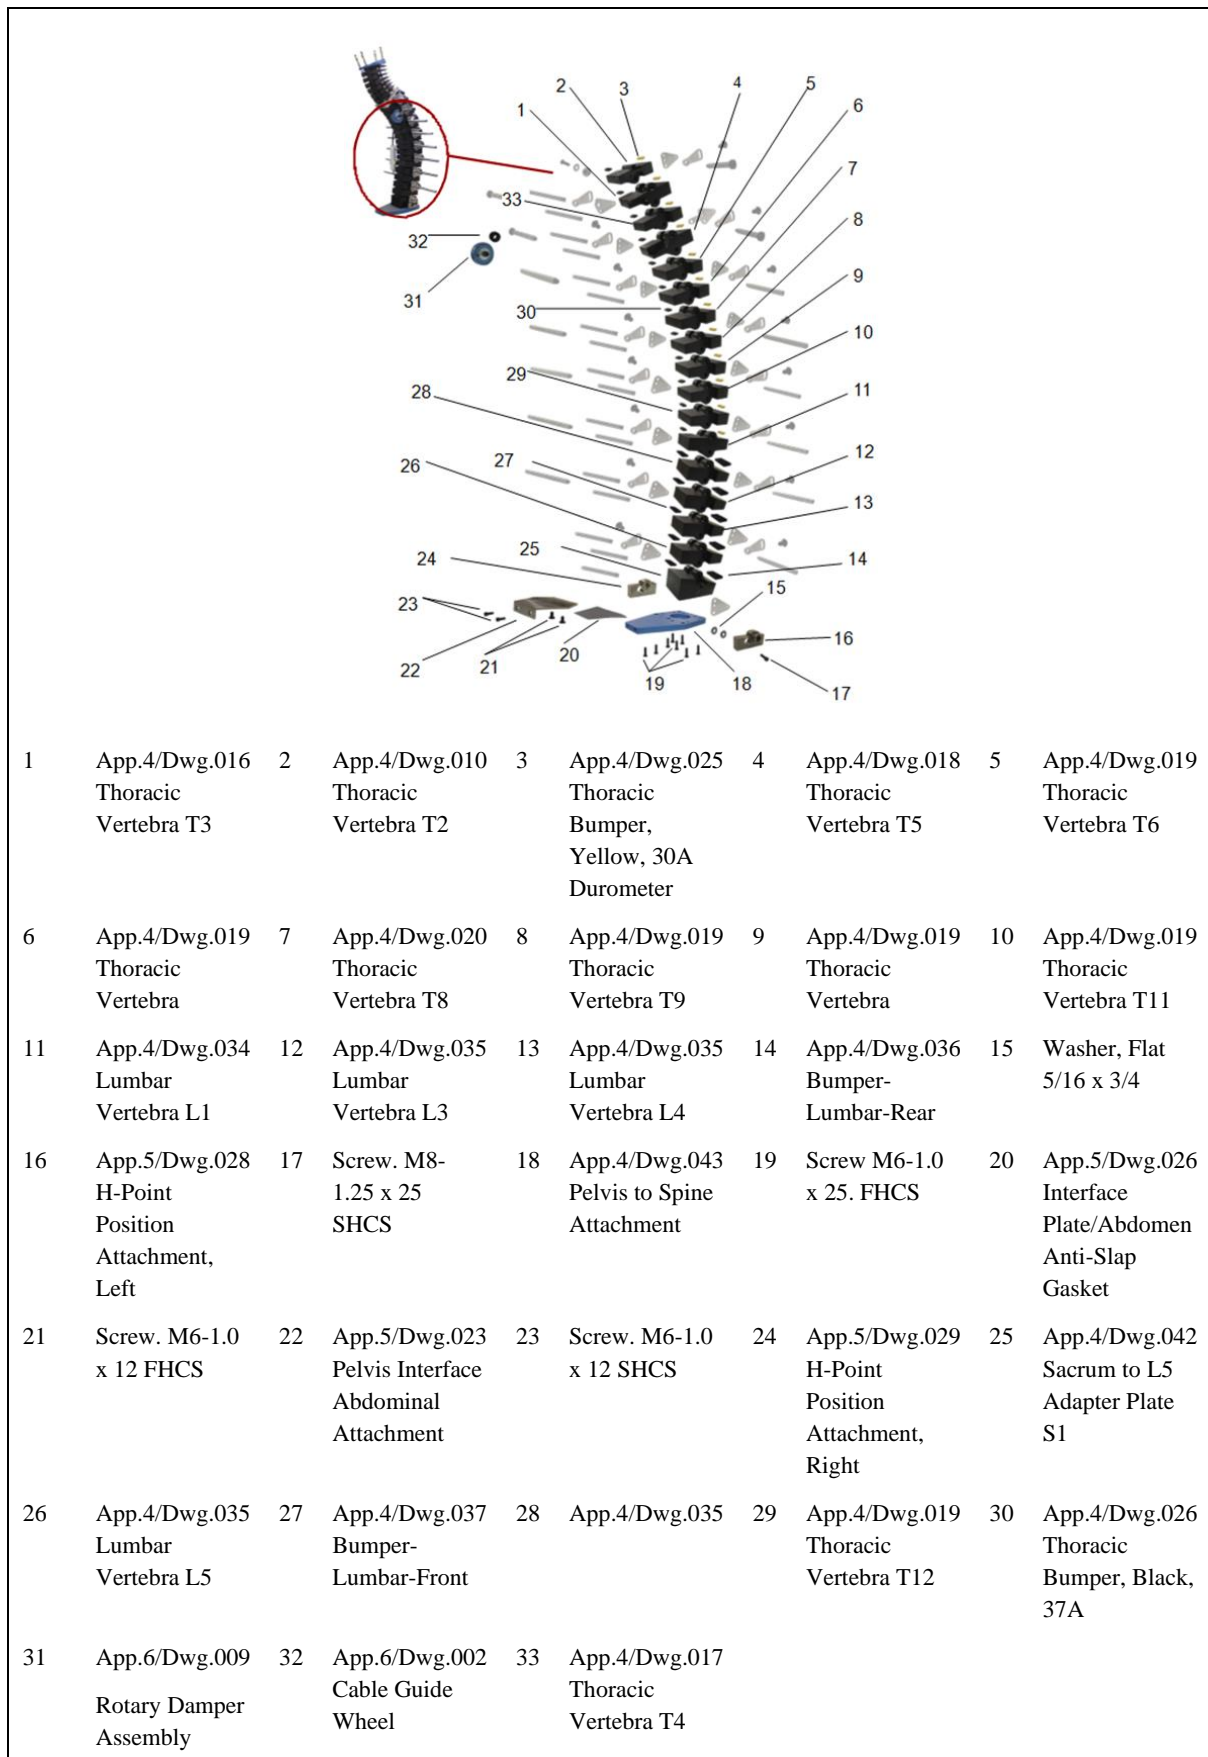 2
3
4
5
1
6
7
33
8
32
9
31
30
10
29
28
11
27
12
26
13
25
24
14
15
23
16
22
21
20
19
18
17
1 App.4/Dwg.016 2 App.4/Dwg.010 3 App.4/Dwg.025 4 App.4/Dwg.018 5 App.4/Dwg.019
Thoracic Thoracic Thoracic Thoracic Thoracic
Vertebra T3 Vertebra T2 Bumper, Vertebra T5 Vertebra T6
Yellow, 30A
Durometer
6 App.4/Dwg.019 7 App.4/Dwg.020 8 App.4/Dwg.019 9 App.4/Dwg.019 10 App.4/Dwg.019
Thoracic Thoracic Thoracic Thoracic Thoracic
Vertebra Vertebra T8 Vertebra T9 Vertebra Vertebra T11
11 App.4/Dwg.034 12 App.4/Dwg.035 13 App.4/Dwg.035 14 App.4/Dwg.036 15 Washer, Flat
Lumbar Lumbar Lumbar Bumper- 5/16 x 3/4
Vertebra L1 Vertebra L3 Vertebra L4 Lumbar-Rear
16 App.5/Dwg.028 17 Screw. M8- 18 App.4/Dwg.043 19 Screw M6-1.0 20 App.5/Dwg.026
H-Point 1.25 x 25 Pelvis to Spine x 25. FHCS Interface
Position SHCS Attachment Plate/Abdomen
Attachment, Anti-Slap
Left Gasket
21 Screw. M6-1.0 22 App.5/Dwg.023 23 Screw. M6-1.0 24 App.5/Dwg.029 25 App.4/Dwg.042
x 12 FHCS Pelvis Interface x 12 SHCS H-Point Sacrum to L5
Abdominal Position Adapter Plate
Attachment Attachment, S1
Right
26 App.4/Dwg.035 27 App.4/Dwg.037 28 App.4/Dwg.035 29 App.4/Dwg.019 30 App.4/Dwg.026
Lumbar Bumper- Thoracic Thoracic
Vertebra L5 Lumbar-Front Vertebra T12 Bumper, Black,
37A
31 App.6/Dwg.009 32 App.6/Dwg.002 33 App.4/Dwg.017
Cable Guide Thoracic
Rotary Damper Wheel Vertebra T4
Assembly